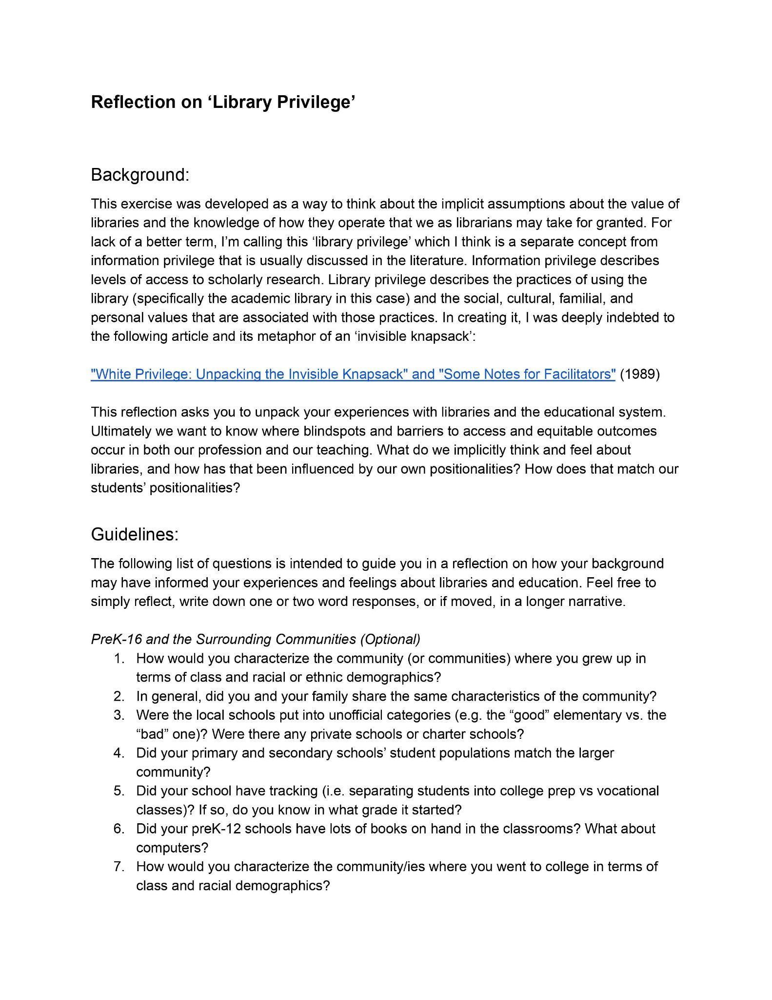 Reflection on ‘Library Privilege’
Background:
This exercise was developed as a way to think about the implicit assumptions about the value of
libraries and the knowledge of how they operate that we as librarians may take for granted. For
lack of a better term, I’m calling this ‘library privilege’ which I think is a separate concept from
information privilege that is usually discussed in the literature. Information privilege describes
levels of access to scholarly research. Library privilege describes the practices of using the
library (specifically the academic library in this case) and the social, cultural, familial, and
personal values that are associated with those practices. In creating it, I was deeply indebted to
the following article and its metaphor of an ‘invisible knapsack’:
"White Privilege: Unpacking the Invisible Knapsack" and "Some Notes for Facilitators" (1989)
This reflection asks you to unpack your experiences with libraries and the educational system.
Ultimately we want to know where blindspots and barriers to access and equitable outcomes
occur in both our profession and our teaching. What do we implicitly think and feel about
libraries, and how has that been influenced by our own positionalities? How does that match our
students’ positionalities?
Guidelines:
The following list of questions is intended to guide you in a reflection on how your background
may have informed your experiences and feelings about libraries and education. Feel free to
simply reflect, write down one or two word responses, or if moved, in a longer narrative.
PreK-16 and the Surrounding Communities (Optional)
1. How would you characterize the community (or communities) where you grew up in
terms of class and racial or ethnic demographics?
2. In general, did you and your family share the same characteristics of the community?
3. Were the local schools put into unofficial categories (e.g. the “good” elementary vs. the
“bad” one)? Were there any private schools or charter schools?
4. Did your primary and secondary schools’ student populations match the larger
community?
5. Did your school have tracking (i.e. separating students into college prep vs vocational
classes)? If so, do you know in what grade it started?
6. Did your preK-12 schools have lots of books on hand in the classrooms? What about
computers?
7. How would you characterize the community/ies where you went to college in terms of
class and racial demographics?